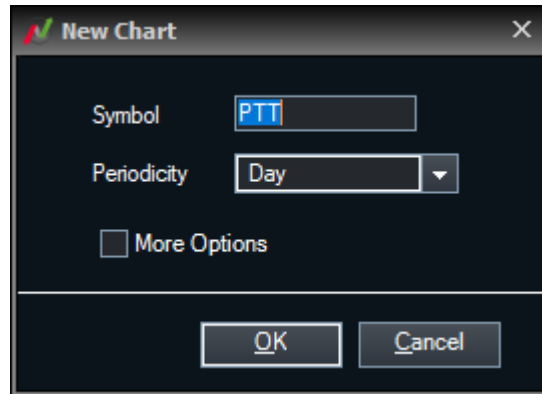 New Chart
Symbol PTT
Periodicity Day
More Options
OK Cancel